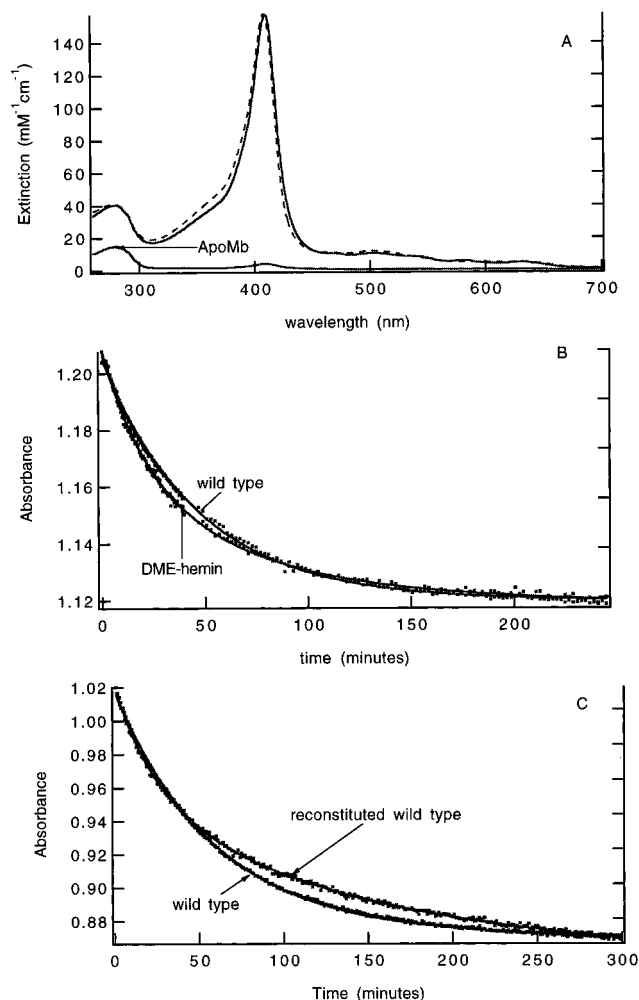 A
Extinction (mM⁻¹cm⁻¹)
140
120
100
80
60
40
20
0
ApoMb
300
400
500
600
700
wavelength (nm)
B
Absorbance
1.20
1.18
1.16
1.14
1.12
wild type
DME-hemin
0
50
100
150
200
time (minutes)
C
Absorbance
1.02
1.00
0.98
0.96
0.94
0.92
0.90
0.88
reconstituted wild type
wild type
0
50
100
150
200
250
300
Time (minutes)